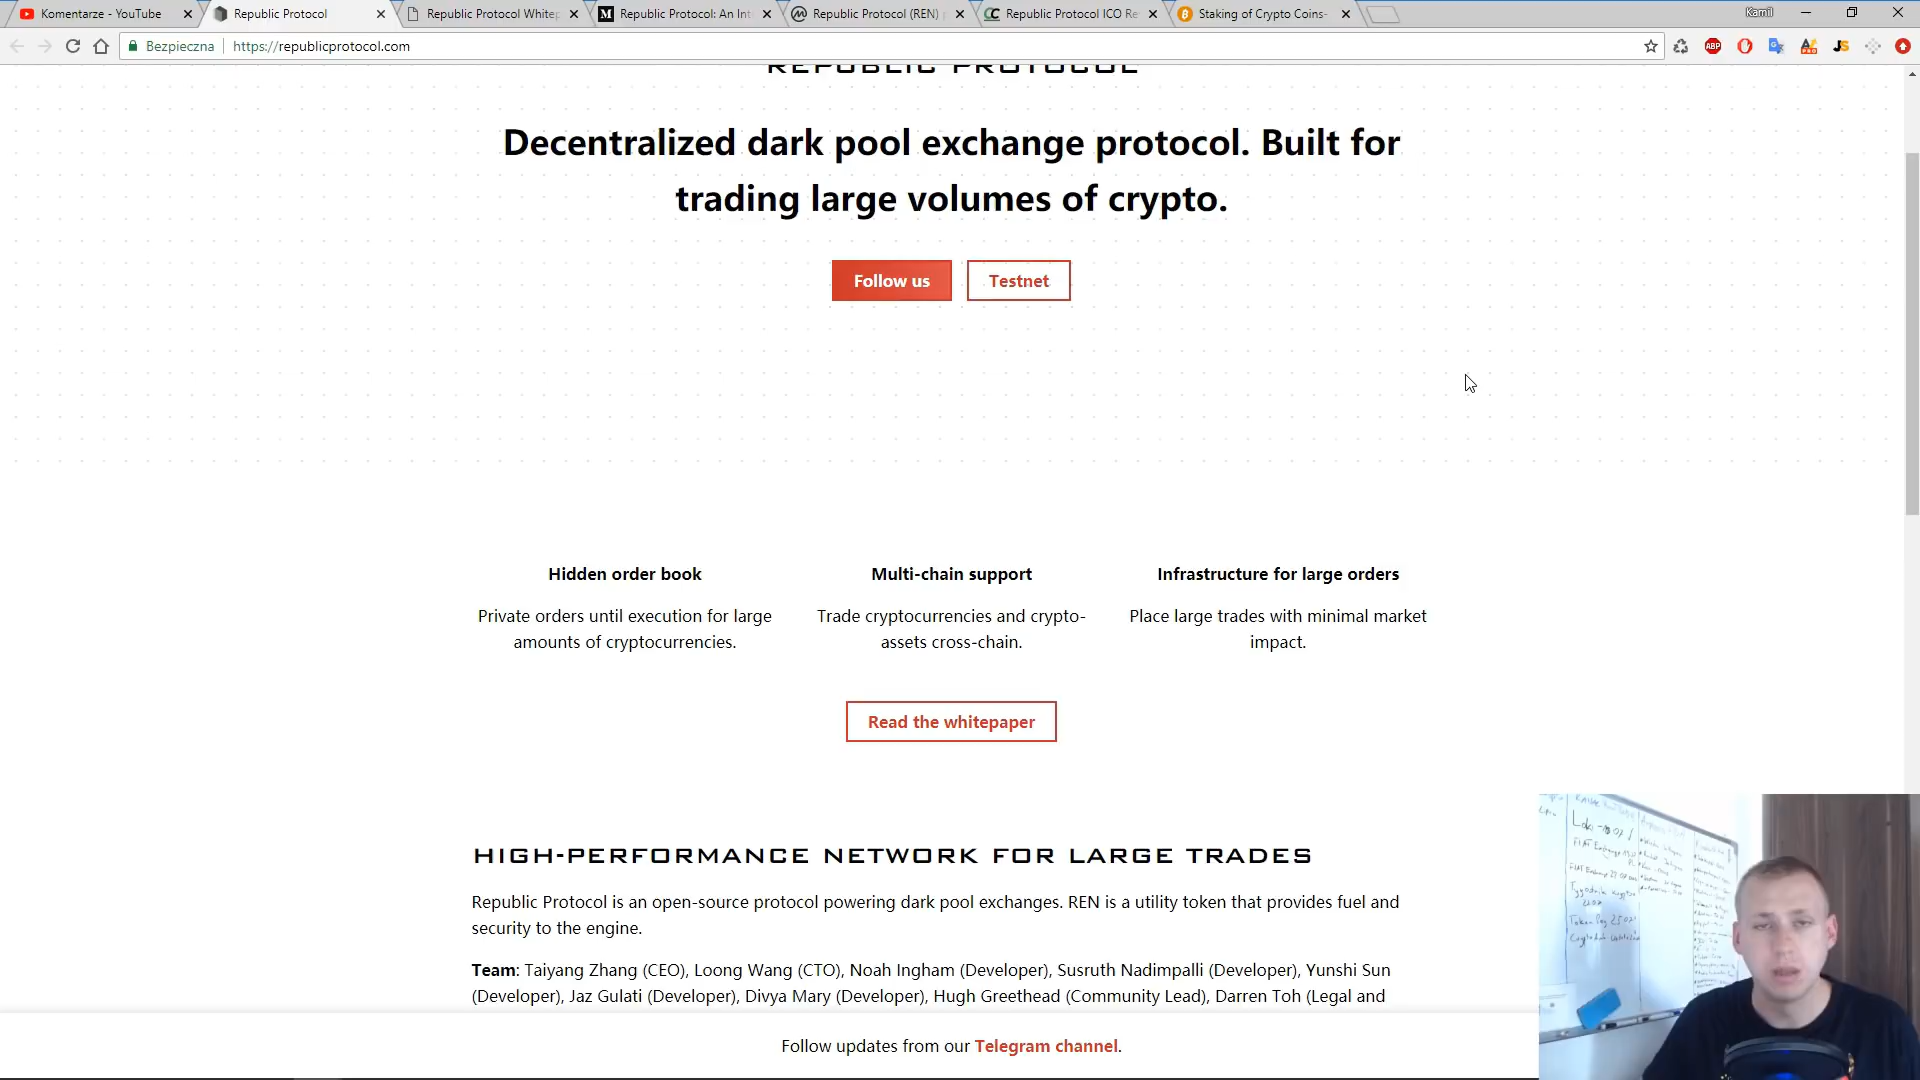 Komentarze - YouTube
Republic Protocol
Republic Protocol Whitep
Republic Protocol: An Int
Republic Protocol (REN)
Republic Protocol ICO Re
Staking of Crypto Coins-
Kamil
Bezpieczna
https://republicprotocol.com
REPUBLIC PROTOCOL
Decentralized dark pool exchange protocol. Built for
trading large volumes of crypto.
Follow us
Testnet
Hidden order book
Private orders until execution for large
amounts of cryptocurrencies.
Multi-chain support
Trade cryptocurrencies and crypto-
assets cross-chain.
Infrastructure for large orders
Place large trades with minimal market
impact.
Read the whitepaper
HIGH-PERFORMANCE NETWORK FOR LARGE TRADES
Republic Protocol is an open-source protocol powering dark pool exchanges. REN is a utility token that provides fuel and
security to the engine.
Team: Taiyang Zhang (CEO), Loong Wang (CTO), Noah Ingham (Developer), Susruth Nadimpalli (Developer), Yunshi Sun
(Developer), Jaz Gulati (Developer), Divya Mary (Developer), Hugh Greethead (Community Lead), Darren Toh (Legal and
Follow updates from our Telegram channel.